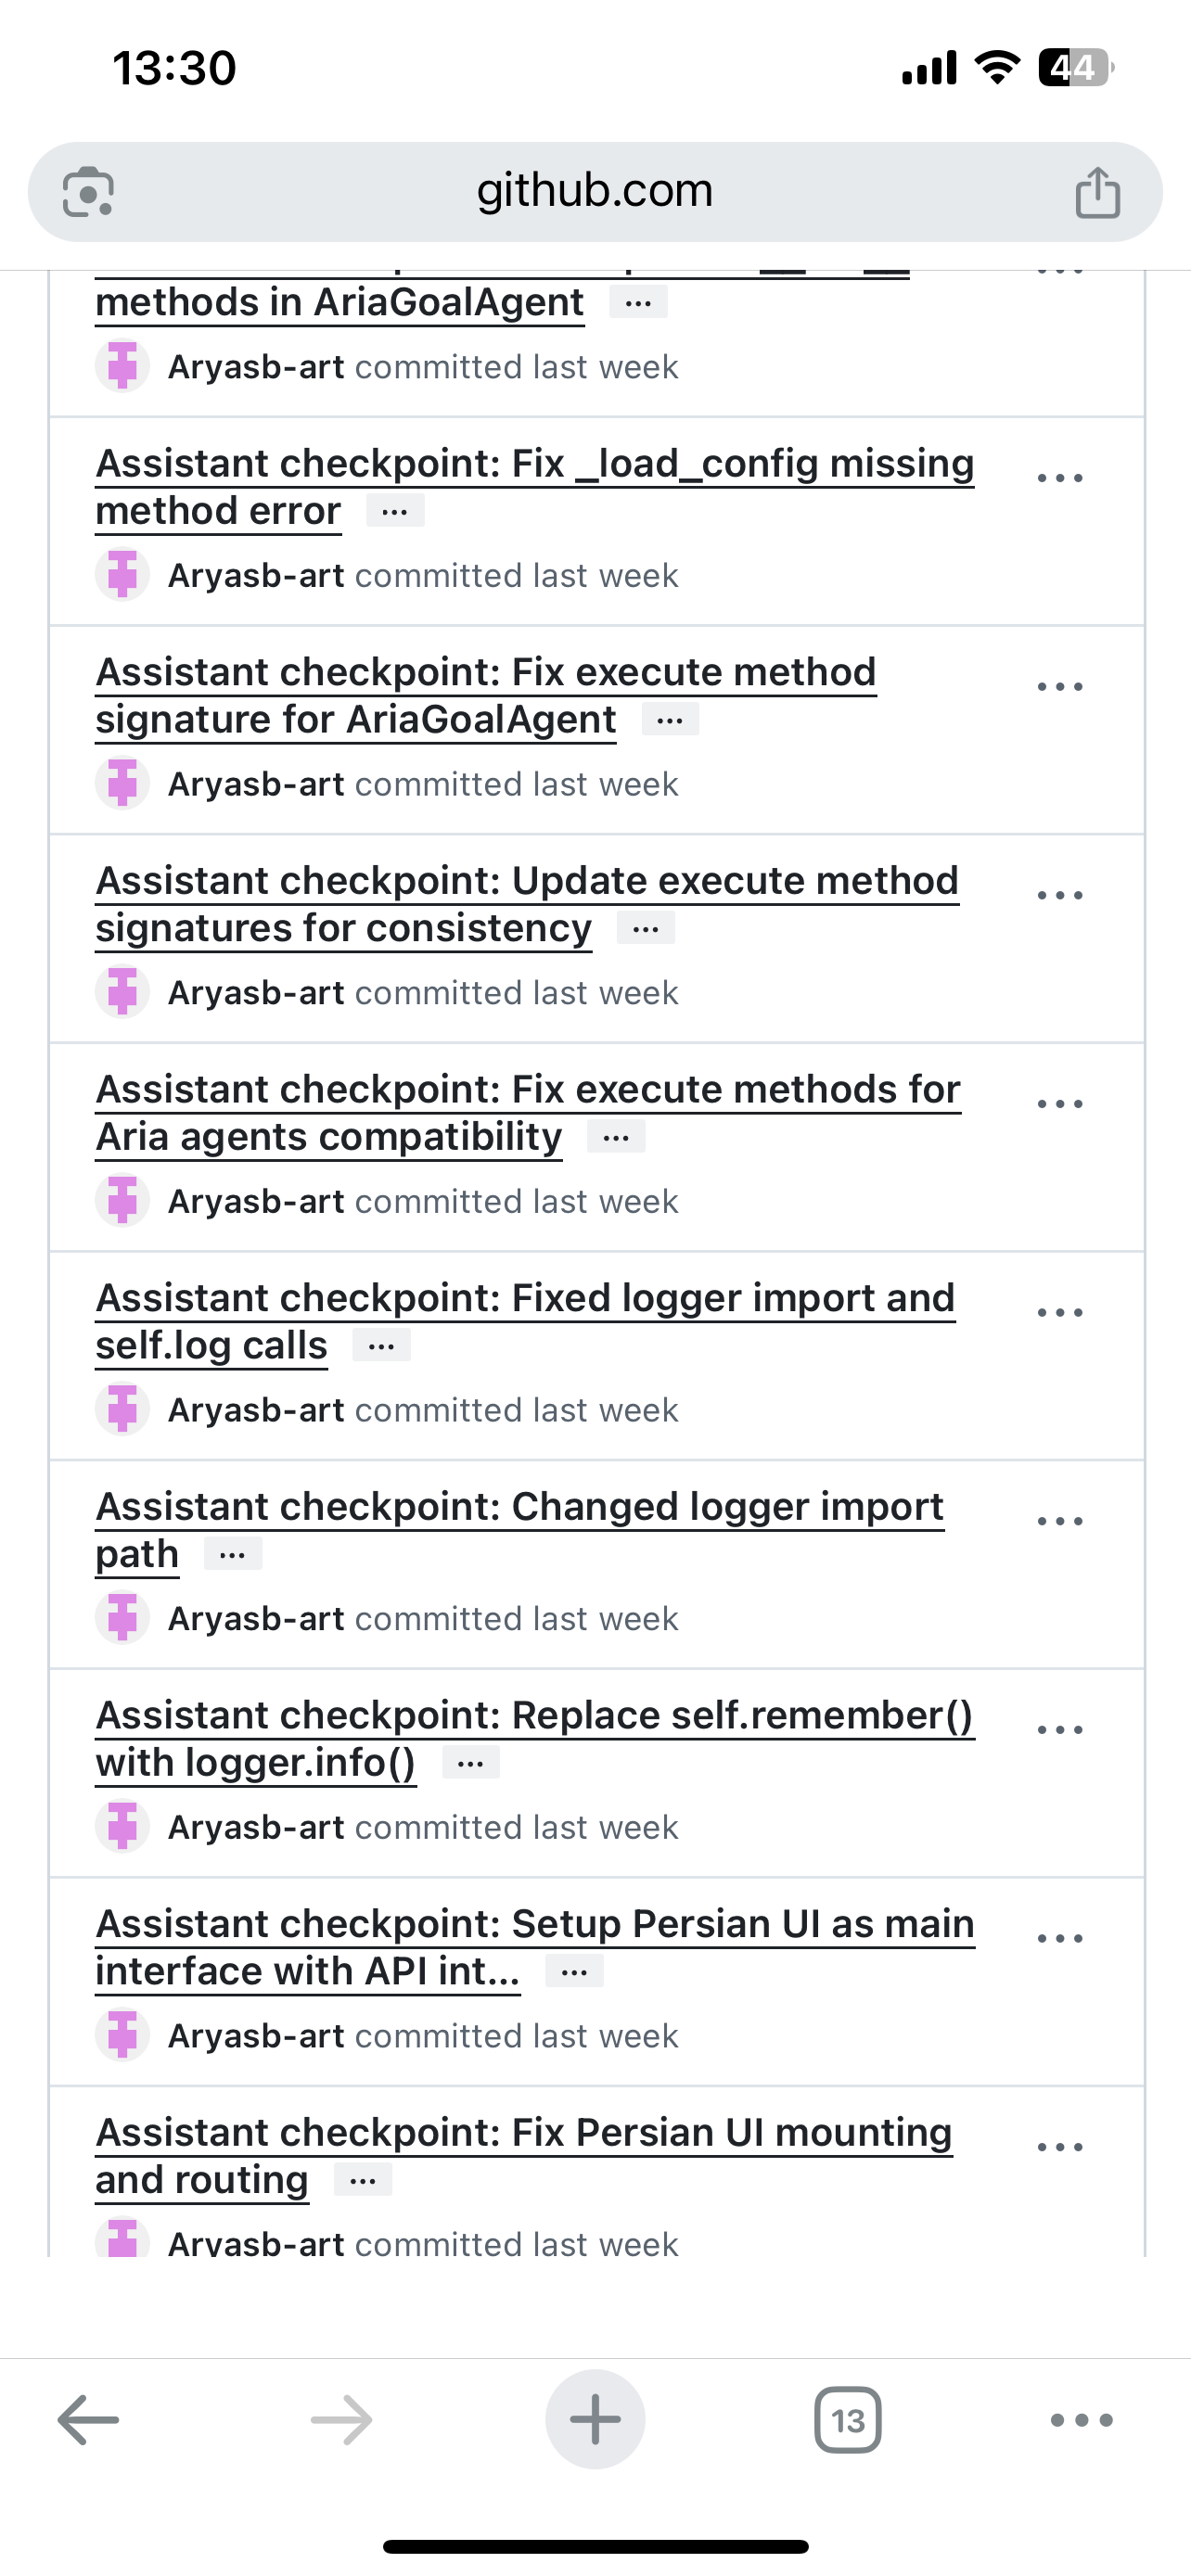 13:30
44
github.com
methods in AriaGoalAgent ...
Aryasb-art committed last week
Assistant checkpoint: Fix _load_config missing
method error ...
Aryasb-art committed last week
Assistant checkpoint: Fix execute method
signature for AriaGoalAgent ...
Aryasb-art committed last week
Assistant checkpoint: Update execute method
signatures for consistency ...
Aryasb-art committed last week
Assistant checkpoint: Fix execute methods for
Aria agents compatibility ...
Aryasb-art committed last week
Assistant checkpoint: Fixed logger import and
self.log calls ...
Aryasb-art committed last week
Assistant checkpoint: Changed logger import
path ...
Aryasb-art committed last week
Assistant checkpoint: Replace self.remember()
with logger.info() ...
Aryasb-art committed last week
Assistant checkpoint: Setup Persian UI as main
interface with API int... ...
Aryasb-art committed last week
Assistant checkpoint: Fix Persian UI mounting
and routing ...
Aryasb-art committed last week
13